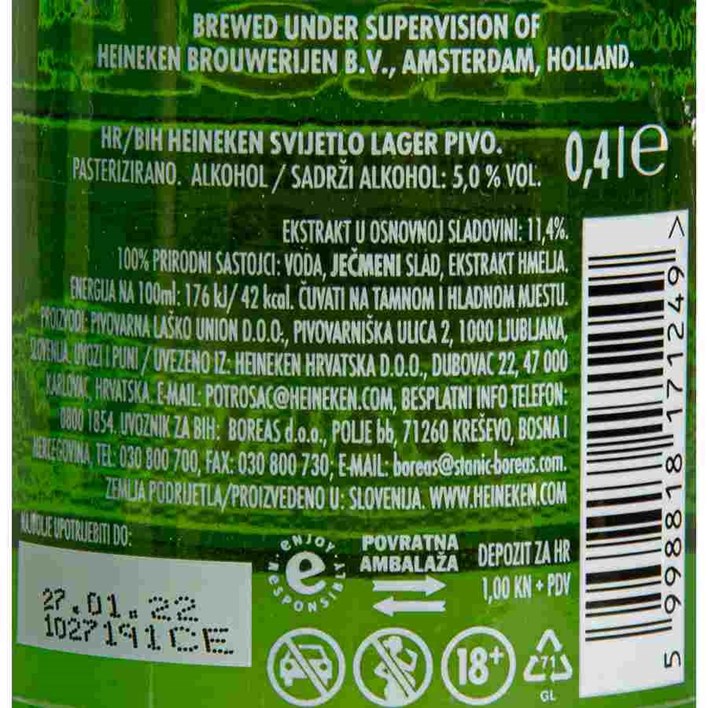 BREWED UNDER SUPERVISION OF
HEINEKEN BROUWERIJEN B.V., AMSTERDAM, HOLLAND.
HR/BIH HEINEKEN SVIJETLO LAGER PIVO.
PASTERIZIRANO. ALKOHOL / SADRŽI ALKOHOL: 5,0 % VOL.
0,4l e
EKSTRAKT U OSNOVNOJ SLADOVINI: 11,4%.
100% PRIRODNI SASTOJCI: VODA, JEČMENI SLAD, EKSTRAKT HMELJA.
ENERGIJA NA 100ml: 176 kJ/ 42 kcal. ČUVATI NA TAMNOM I HLADNOM MJESTU.
PROIZVODI: PIVOVARNA LAŠKO UNION D.O.O., PIVOVARNIŠKA ULICA 2, 1000 LJUBLJANA,
SLOVENIJA. UVOZI I PUNI / UVEZENO IZ: HEINEKEN HRVATSKA D.O.O., DUBOVAC 22, 47 000
KARLOVAC, HRVATSKA. E-MAIL: POTROSAC@HEINEKEN.COM, BESPLATNI INFO TELEFON:
0800 1854. UVOZNIK ZA BIH: BOREAS d.o.o., POLJE bb, 71260 KREŠEVO, BOSNA I
HERCEGOVINA, TEL: 030 800 700, FAX: 030 800 730; E-MAIL: boreas@stanic-boreas.com.
ZEMLJA PODRIJETLA/PROIZVEDENO U: SLOVENIJA. WWW.HEINEKEN.COM
NAJBOLJE UPOTRIJEBITI DO:
27.01.22
1027191CE
ENJOY RESPONSIBLY
e
POVRATNA
AMBALAŽA
DEPOZIT ZA HR
1,00 KN + PDV
18+
71
GL
5 998818 171249 >